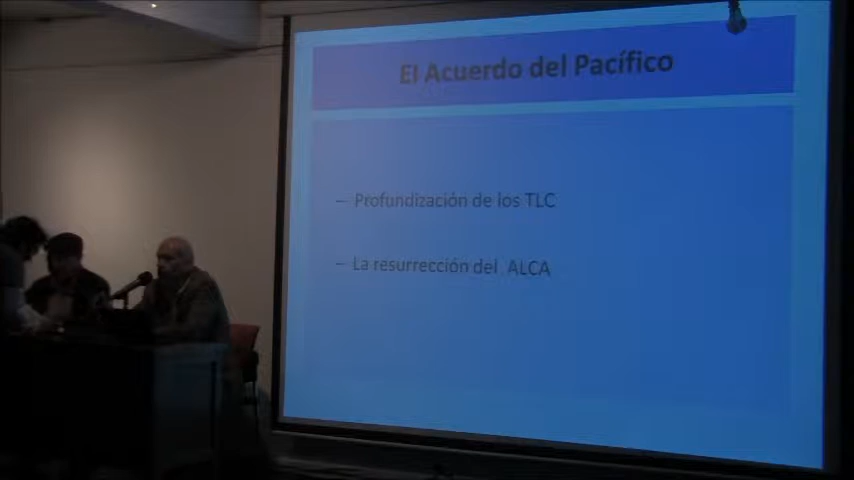 El Acuerdo del Pacífico
– Profundización de los TLC
– La resurrección del ALCA